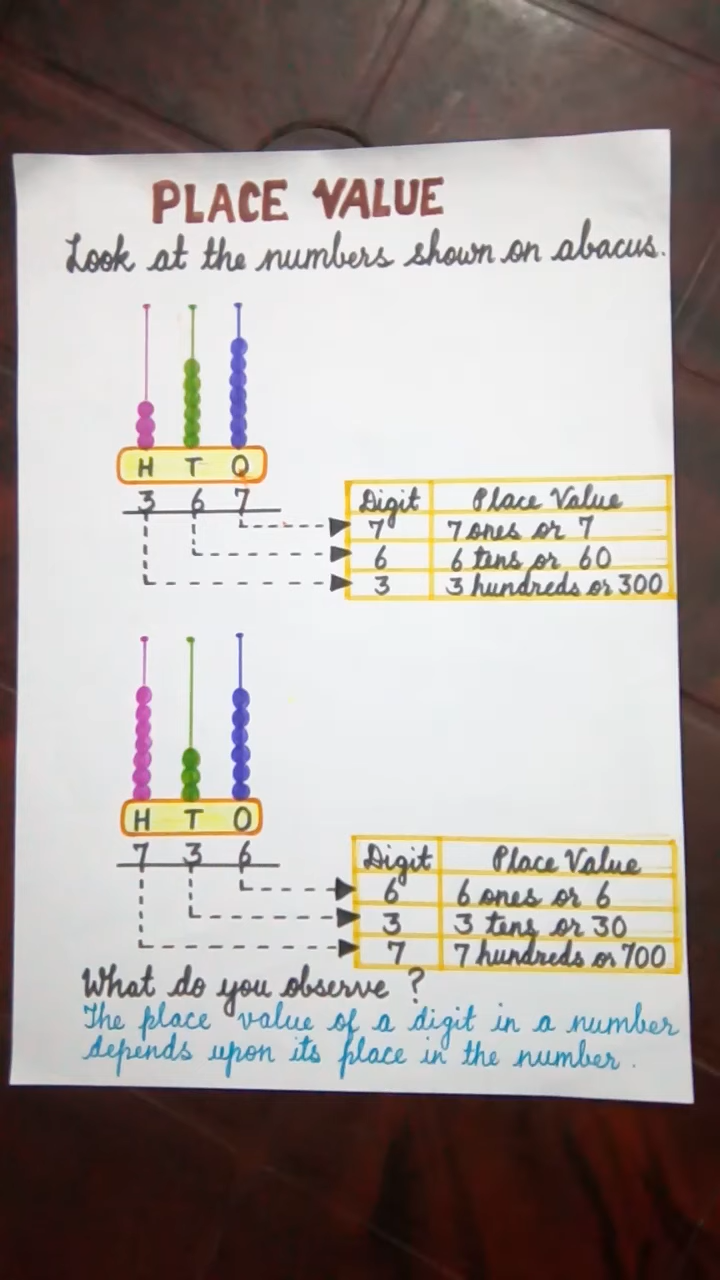 PLACE VALUE
Look at the numbers shown on abacus.
H T O
3 6 7
Digit Place Value
7 7 ones or 7
6 6 tens or 60
3 3 hundreds or 300
H T O
7 3 6
Digit Place Value
6 6 ones or 6
3 3 tens or 30
7 7 hundreds or 700
What do you observe ?
The place value of a digit in a number
depends upon its place in the number.